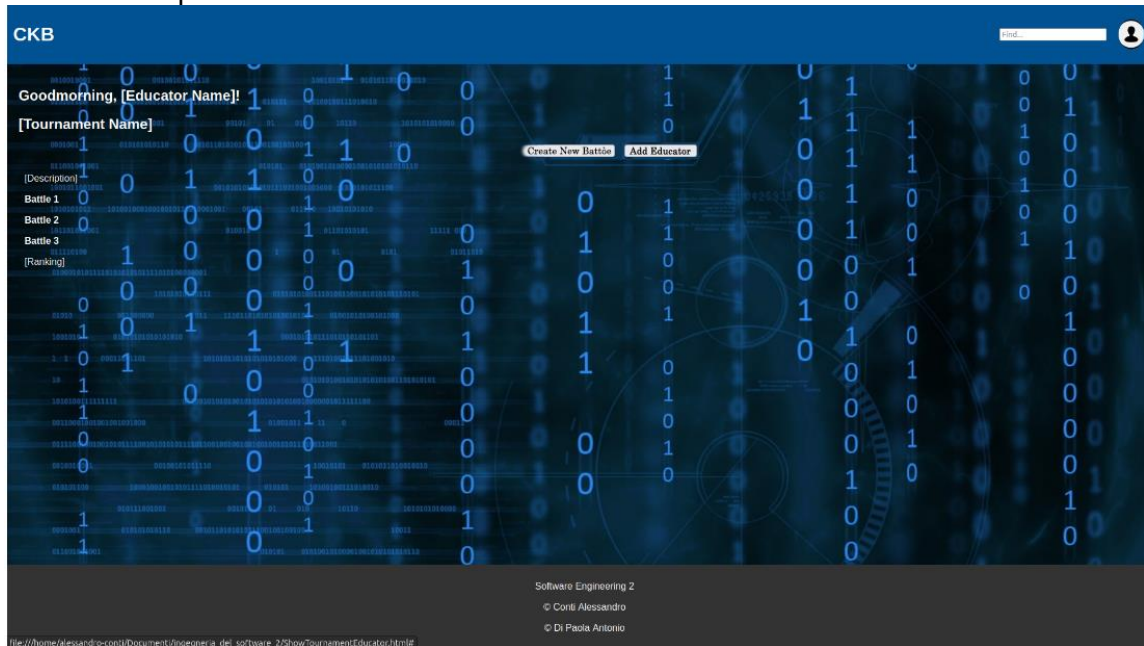 CKB
Find...
Goodmorning, [Educator Name]!
[Tournament Name]
Create New Battòe
Add Educator
[Description]
Battle 1
Battle 2
Battle 3
[Ranking]
Software Engineering 2
© Conti Alessandro
© Di Paola Antonio
file:///home/alessandro-conti/Documenti/ingegneria_del_software_2/ShowTournamentEducator.html#